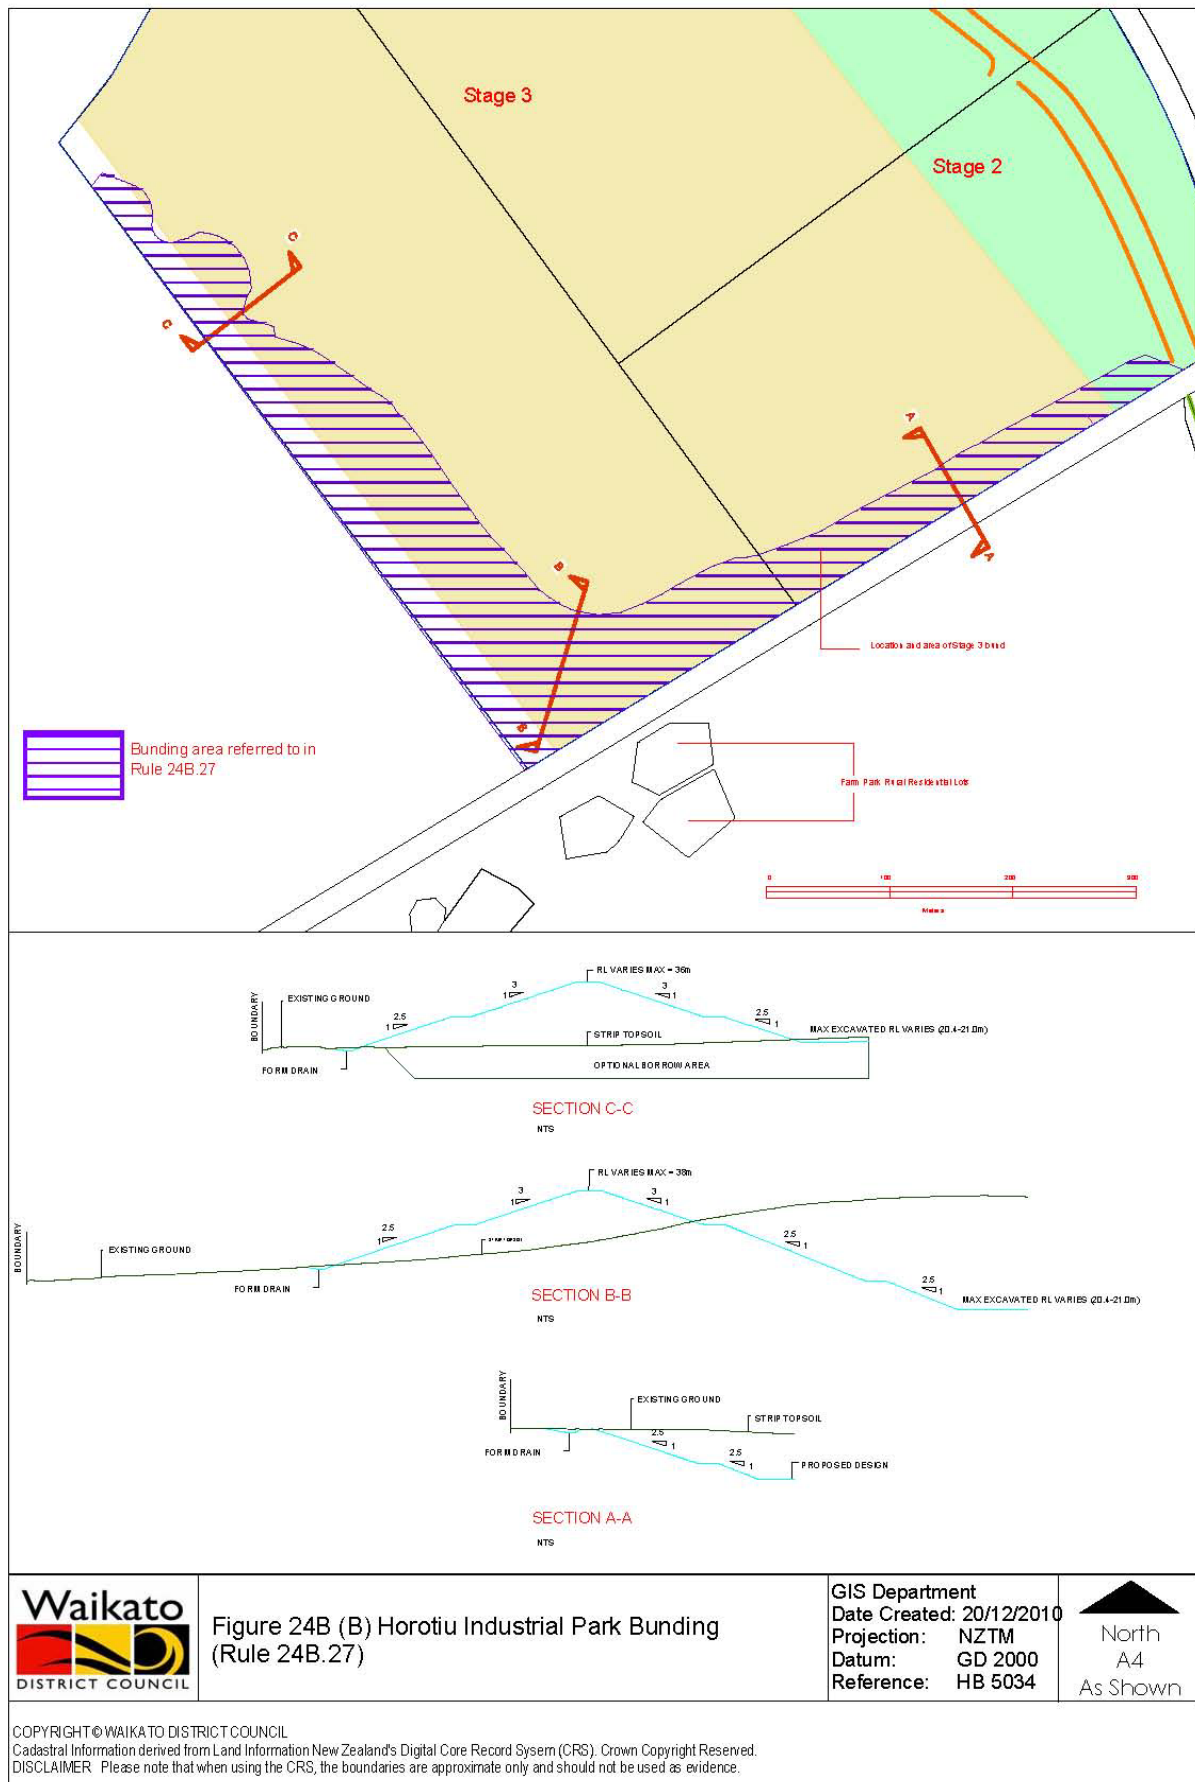 Stage 3
Stage 2
C
C
A
A
B
B
Location and area of Stage 3 bund
Bunding area referred to in
Rule 24B.27
Farm Park Rural Residential Lots
0 100 200 300
Meters
RL VARIES MAX = 36m
3
1
3
1
2.5
1
2.5
1
BOUNDARY
EXISTING GROUND
STRIP TOPSOIL
MAX EXCAVATED RL VARIES (20.4-21.0m)
FORM DRAIN
OPTIONAL BORROW AREA
SECTION C-C
NTS
RL VARIES MAX = 38m
3
1
3
1
2.5
1
2.5
1
2.5
1
BOUNDARY
EXISTING GROUND
STRIP TOPSOIL
FORM DRAIN
MAX EXCAVATED RL VARIES (20.4-21.0m)
SECTION B-B
NTS
BOUNDARY
EXISTING GROUND
STRIP TOPSOIL
FORM DRAIN
2.5
1
2.5
1
PROPOSED DESIGN
SECTION A-A
NTS
Waikato
DISTRICT COUNCIL
Figure 24B (B) Horotiu Industrial Park Bunding
(Rule 24B.27)
GIS Department
Date Created: 20/12/2010
Projection: NZTM
Datum: GD 2000
Reference: HB 5034
North
A4
As Shown
COPYRIGHT © WAIKATO DISTRICT COUNCIL
Cadastral Information derived from Land Information New Zealand's Digital Core Record Sysem (CRS). Crown Copyright Reserved.
DISCLAIMER Please note that when using the CRS, the boundaries are approximate only and should not be used as evidence.